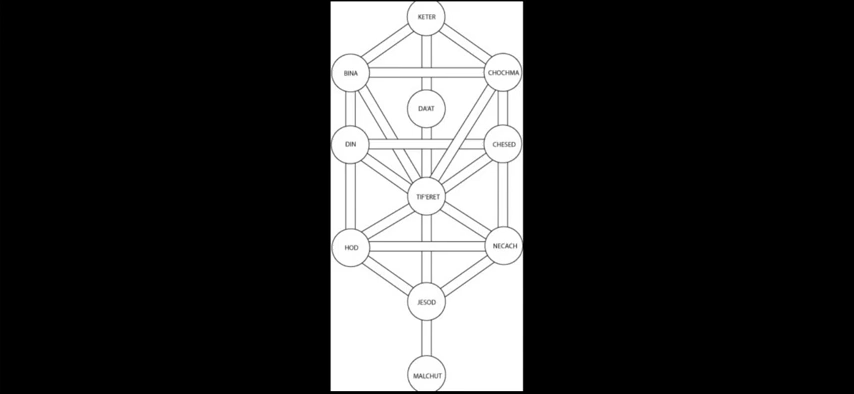 KETER
BINA
CHOCHMA
DA'AT
DIN
CHESED
TIF'ERET
HOD
NECACH
JESOD
MALCHUT